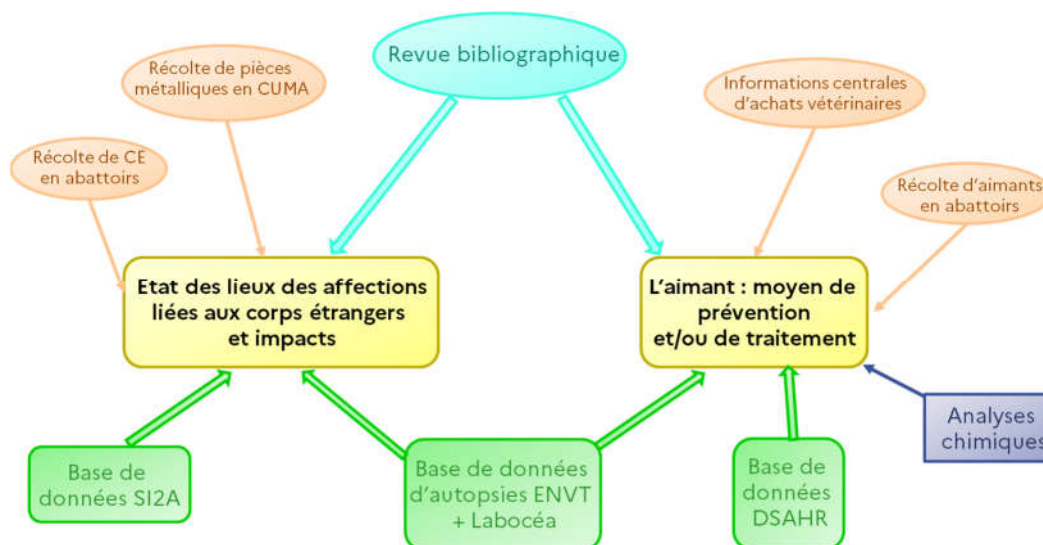 Revue bibliographique
Récolte de pièces
métalliques en CUMA
Informations centrales
d'achats vétérinaires
Récolte de CE
en abattoirs
Récolte d'aimants
en abattoirs
Etat des lieux des affections
liées aux corps étrangers
et impacts
L'aimant : moyen de
prévention
et/ou de traitement
Analyses
chimiques
Base de
données SI2A
Base de données
d'autopsies ENVT
+ Labocéa
Base de
données
DSAHR